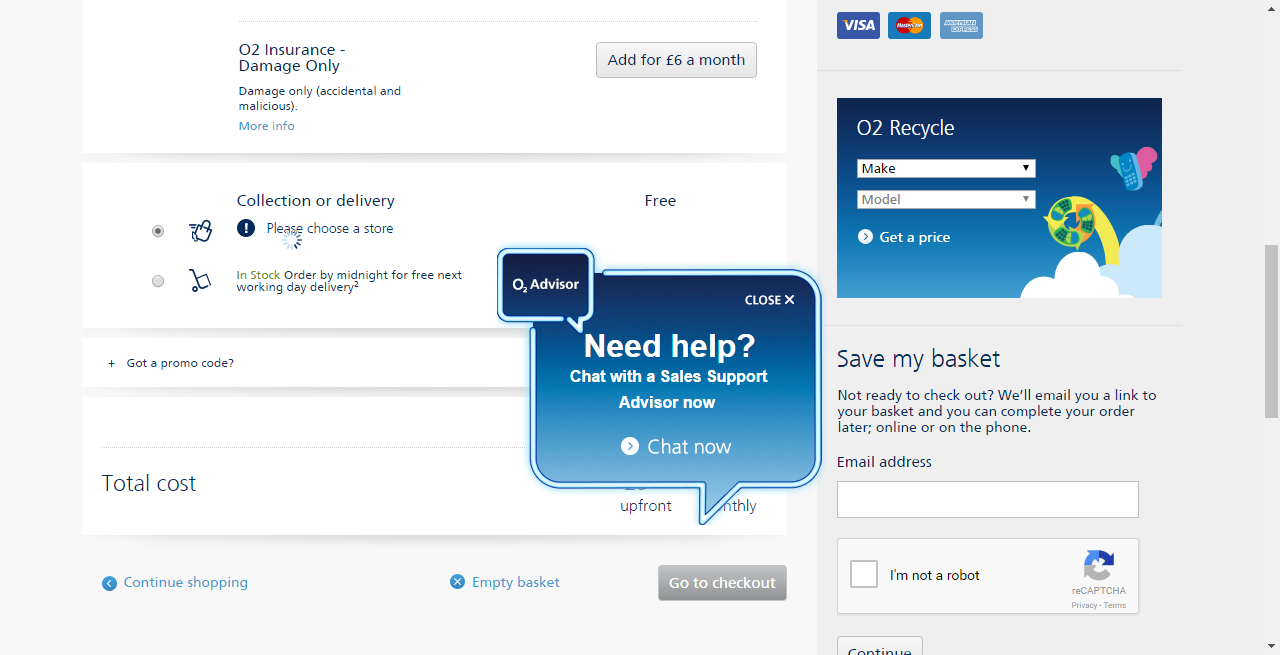 O2 Insurance -
Damage Only
Add for £6 a month
Damage only (accidental and
malicious).
More info
Collection or delivery
Free
Please choose a store
In Stock Order by midnight for free next
working day delivery2
+ Got a promo code?
Total cost
upfront
Continue shopping
Empty basket
Go to checkout
O2 Advisor
CLOSE X
Need help?
Chat with a Sales Support
Advisor now
Chat now
VISA
MasterCard
AMERICAN
EXPRESS
O2 Recycle
Make
Model
Get a price
Save my basket
Not ready to check out? We’ll email you a link to
your basket and you can complete your order
later; online or on the phone.
Email address
I'm not a robot
reCAPTCHA
Privacy - Terms
Continue